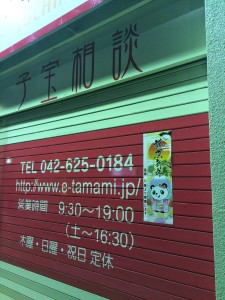 子宝相談
TEL 042-625-0184
http://www.e-tamami.jp/
営業時間 9:30～19:00
(土～16:30)
木曜・日曜・祝日 定休